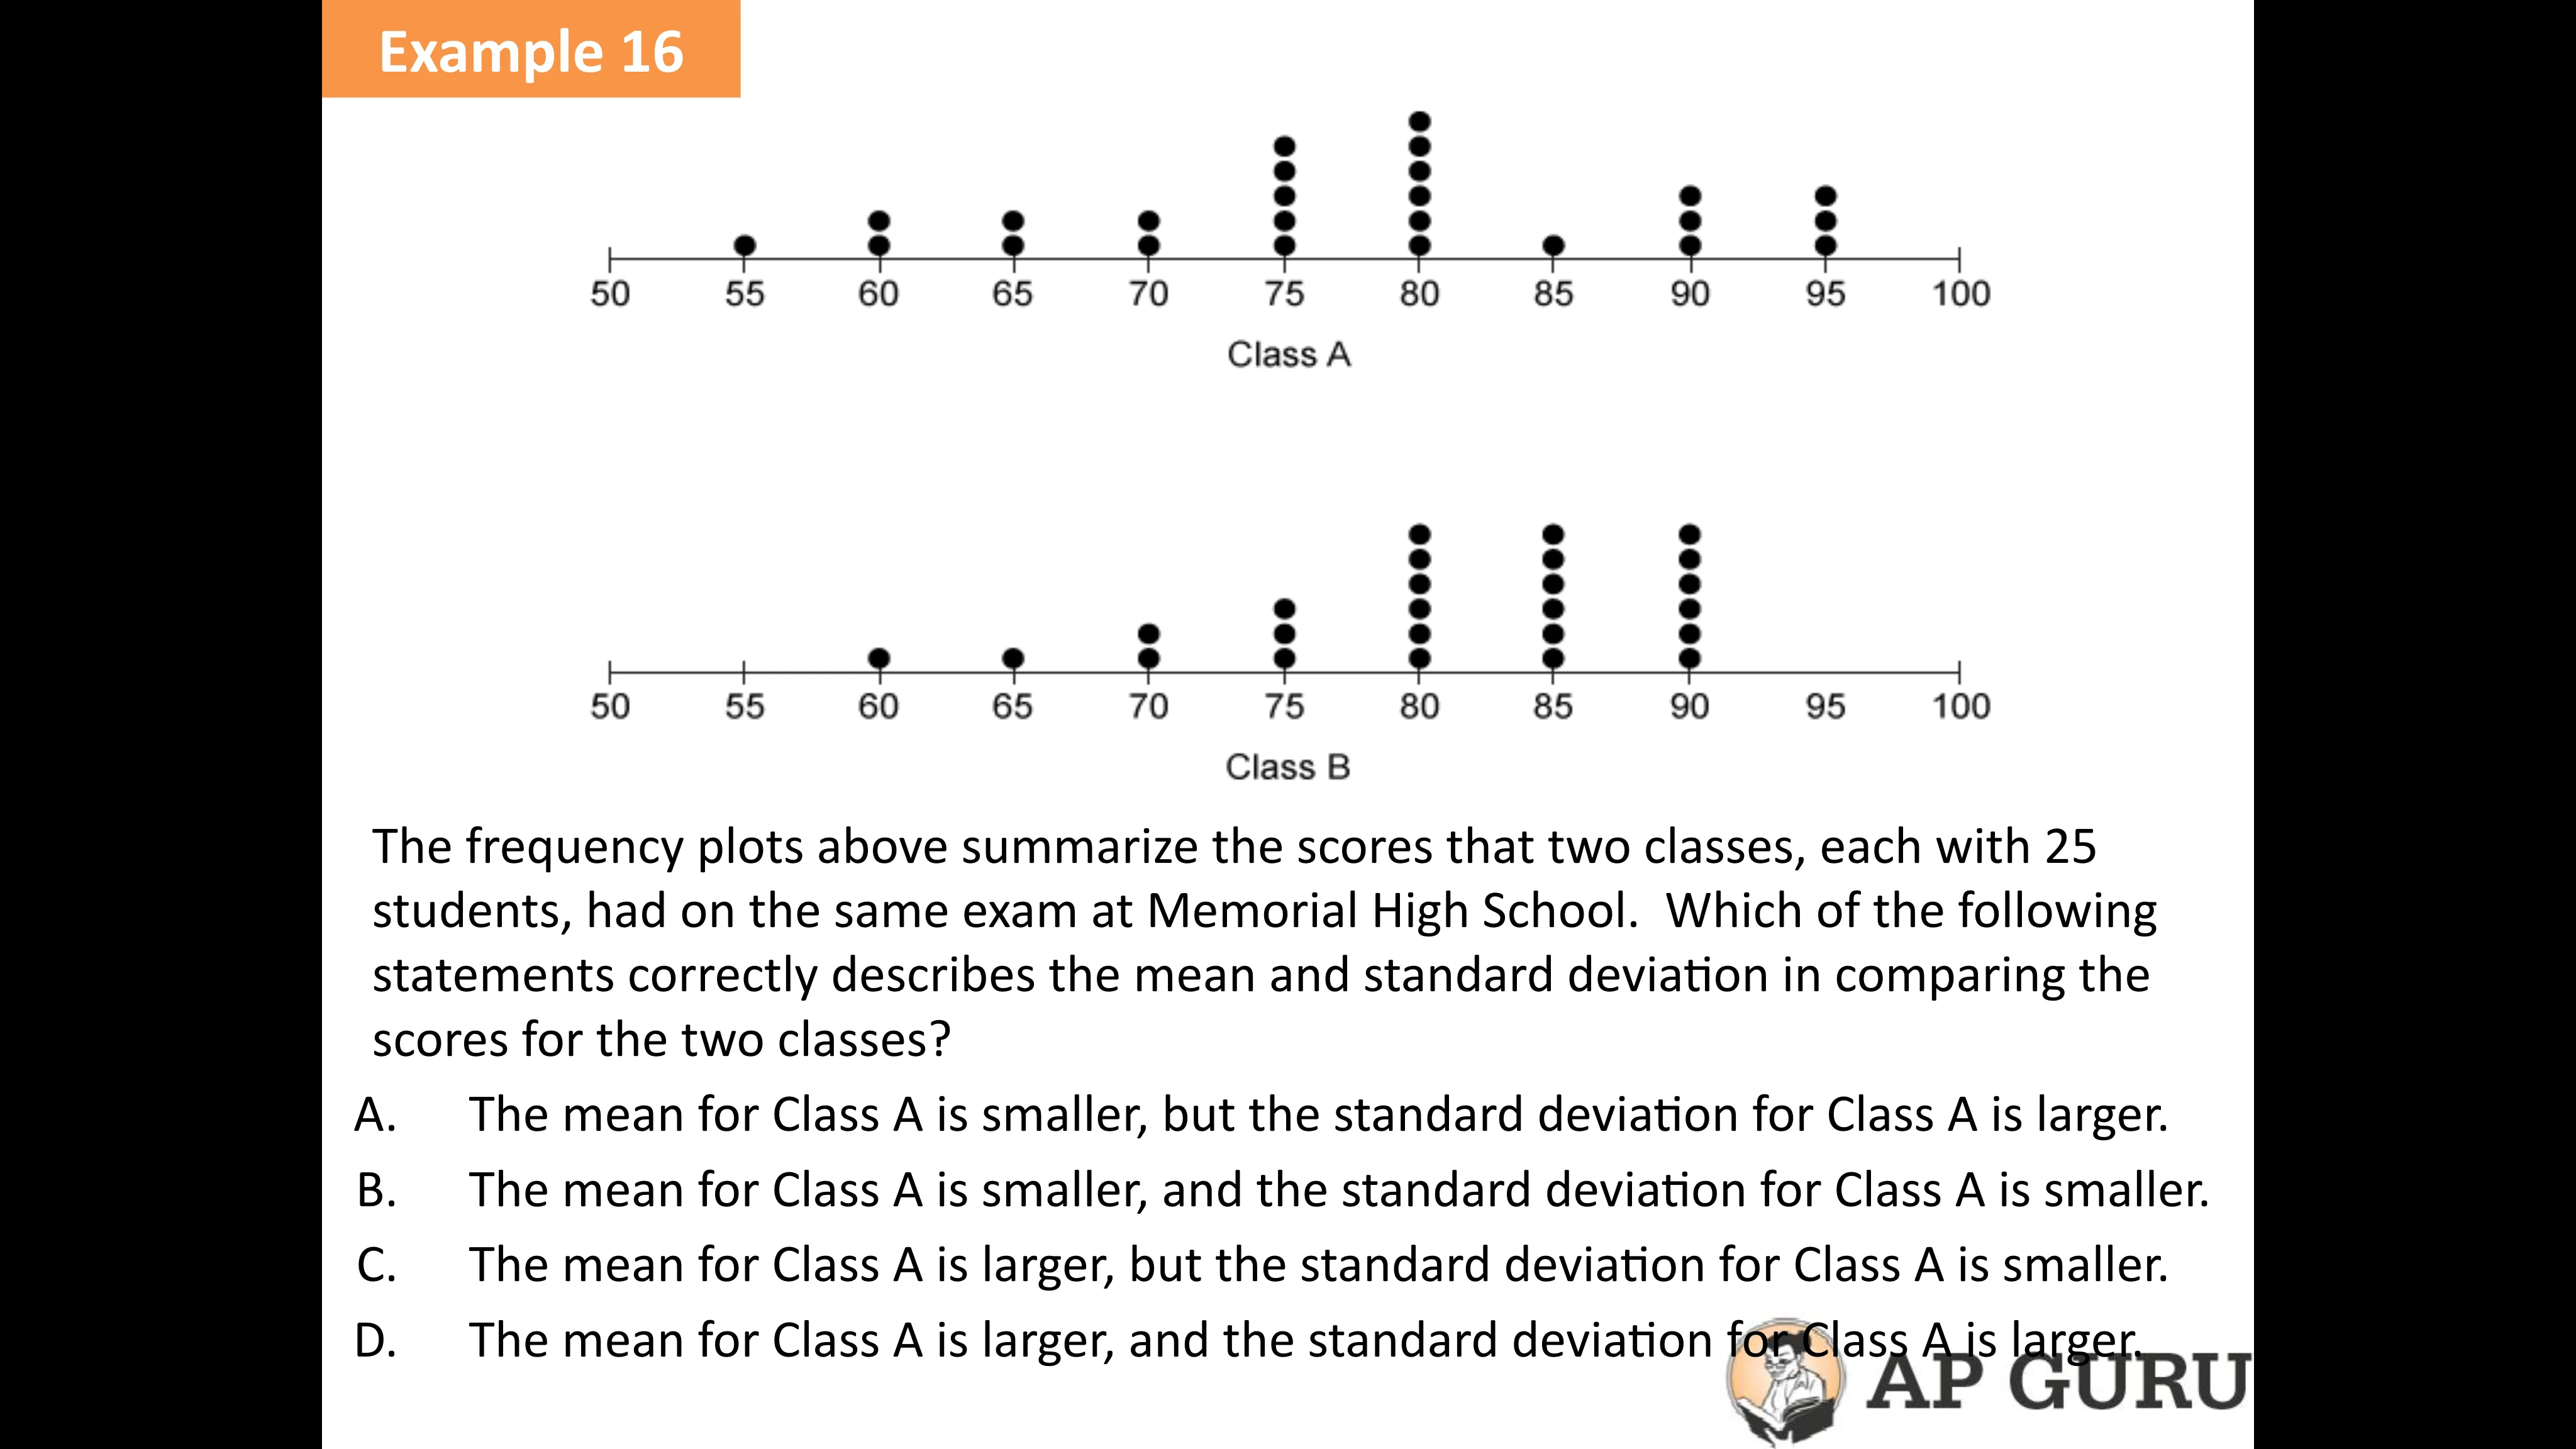 Example 16
50 55 60 65 70 75 80 85 90 95 100
Class A
50 55 60 65 70 75 80 85 90 95 100
Class B
The frequency plots above summarize the scores that two classes, each with 25
students, had on the same exam at Memorial High School. Which of the following
statements correctly describes the mean and standard deviation in comparing the
scores for the two classes?
A. The mean for Class A is smaller, but the standard deviation for Class A is larger.
B. The mean for Class A is smaller, and the standard deviation for Class A is smaller.
C. The mean for Class A is larger, but the standard deviation for Class A is smaller.
D. The mean for Class A is larger, and the standard deviation for Class A is larger.
AP GURU